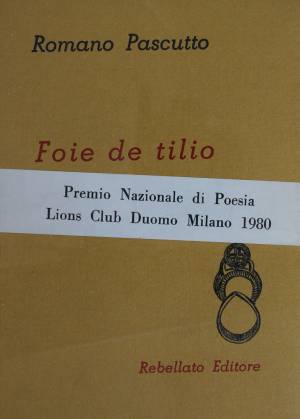 Romano Pascutto
Foie de tilio
Premio Nazionale di Poesia
Lions Club Duomo Milano 1980
Rebellato Editore